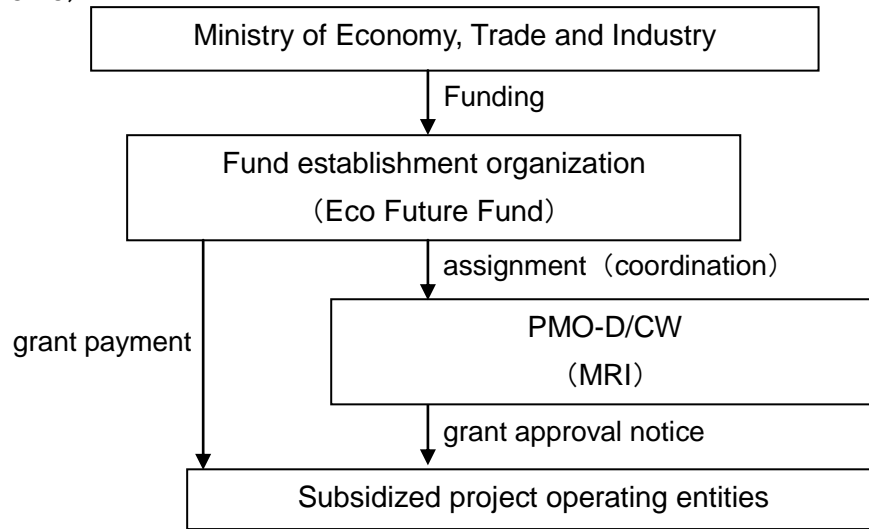 Ministry of Economy, Trade and Industry
Funding
Fund establishment organization
（Eco Future Fund）
assignment（coordination）
grant payment
PMO-D/CW
（MRI）
grant approval notice
Subsidized project operating entities